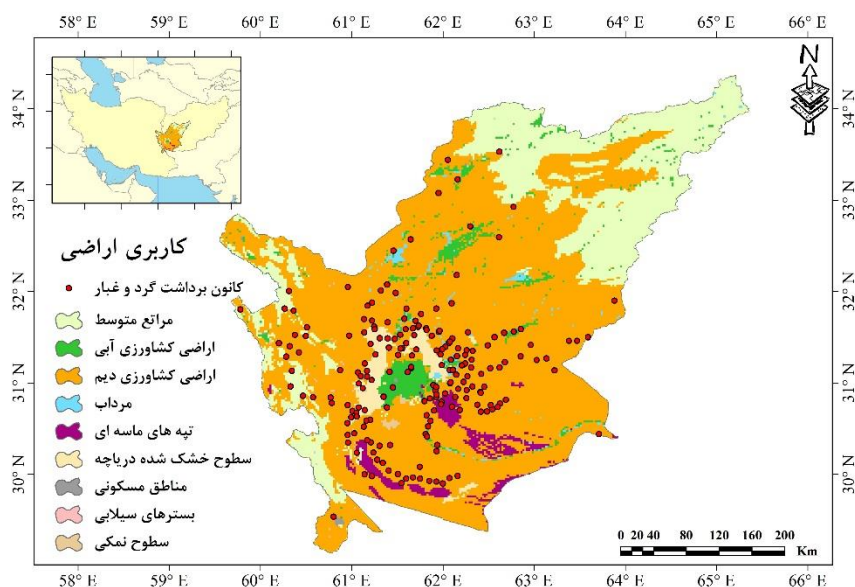 58° E 59° E 60° E 61° E 62° E 63° E 64° E 65° E 66° E
N
34° N
34° N
33° N
33° N
کاربری اراضی
کانون برداشت گرد و غبار
32° N
32° N
مراتع متوسط
اراضی کشاورزی آبی
اراضی کشاورزی دیم
31° N
31° N
مرداب
تپه های ماسه ای
سطوح خشک شده دریاچه
30° N
30° N
مناطق مسکونی
بسترهای سیلابی
سطوح نمکی
0 20 40 80 120 160 200
Km
58° E 59° E 60° E 61° E 62° E 63° E 64° E 65° E 66° E